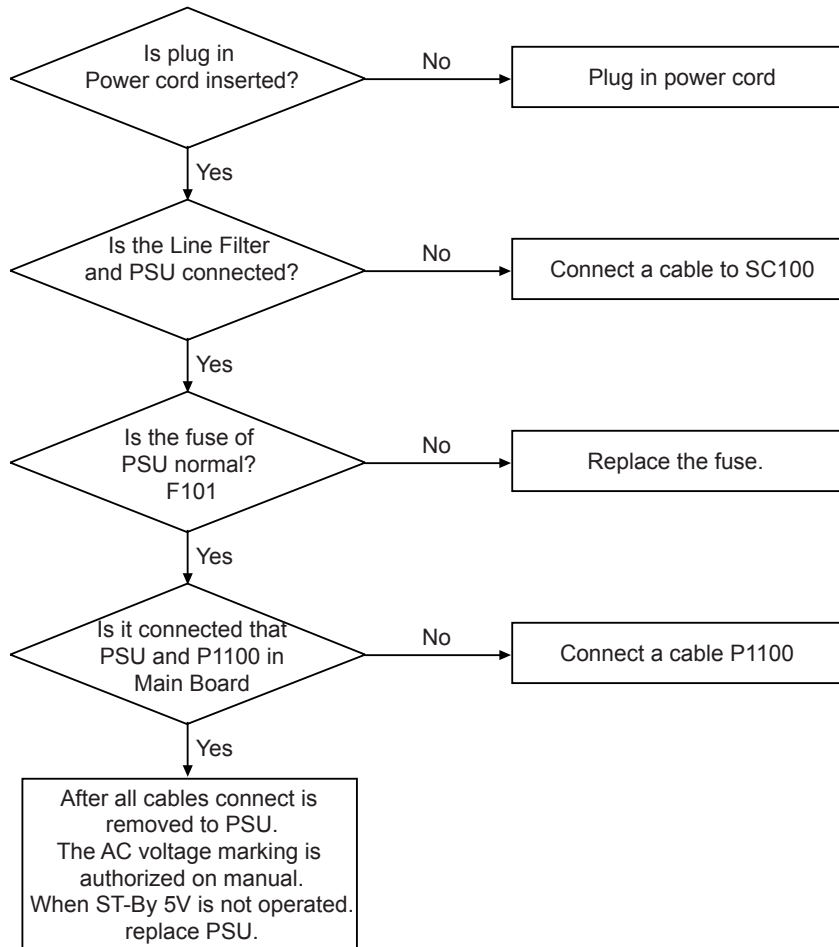 Is plug in
Power cord inserted?
No
Plug in power cord
Yes
Is the Line Filter
and PSU connected?
No
Connect a cable to SC100
Yes
Is the fuse of
PSU normal?
F101
No
Replace the fuse.
Yes
Is it connected that
PSU and P1100 in
Main Board
No
Connect a cable P1100
Yes
After all cables connect is
removed to PSU.
The AC voltage marking is
authorized on manual.
When ST-By 5V is not operated.
replace PSU.